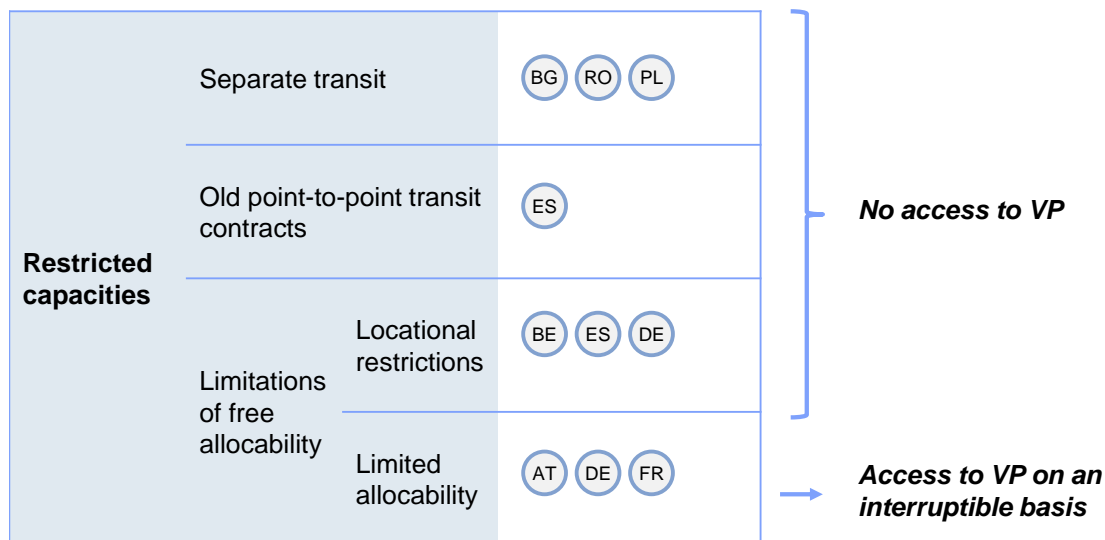 Separate transit
BG RO PL
Old point-to-point transit
contracts
ES
No access to VP
Restricted
capacities
Limitations
of free
allocability
Locational
restrictions
BE ES DE
Limited
allocability
AT DE FR
Access to VP on an
interruptible basis